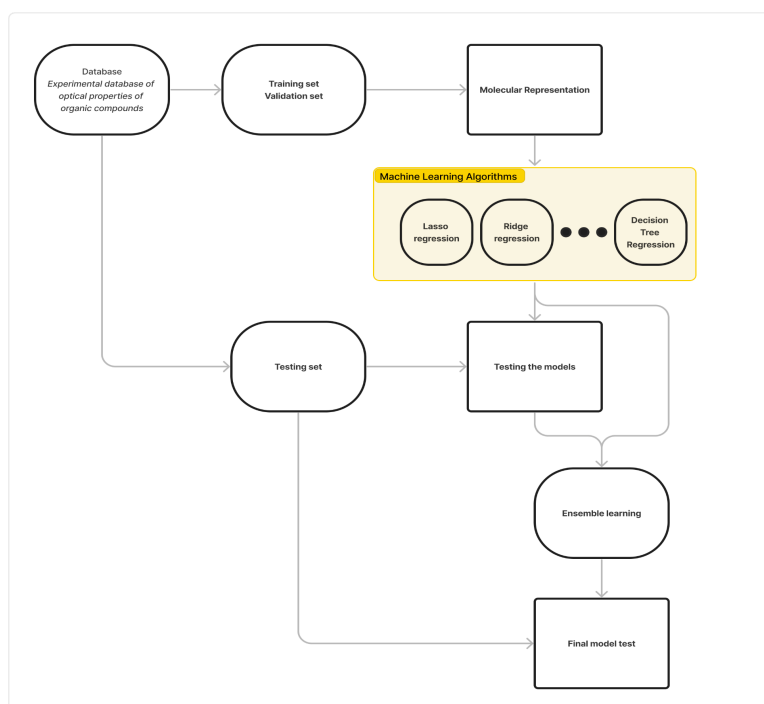 Database
Experimental database of
optical properties of
organic compounds
Training set
Validation set
Molecular Representation
Machine Learning Algorithms
Lasso
regression
Ridge
regression
Decision
Tree
Regression
Testing set
Testing the models
Ensemble learning
Final model test